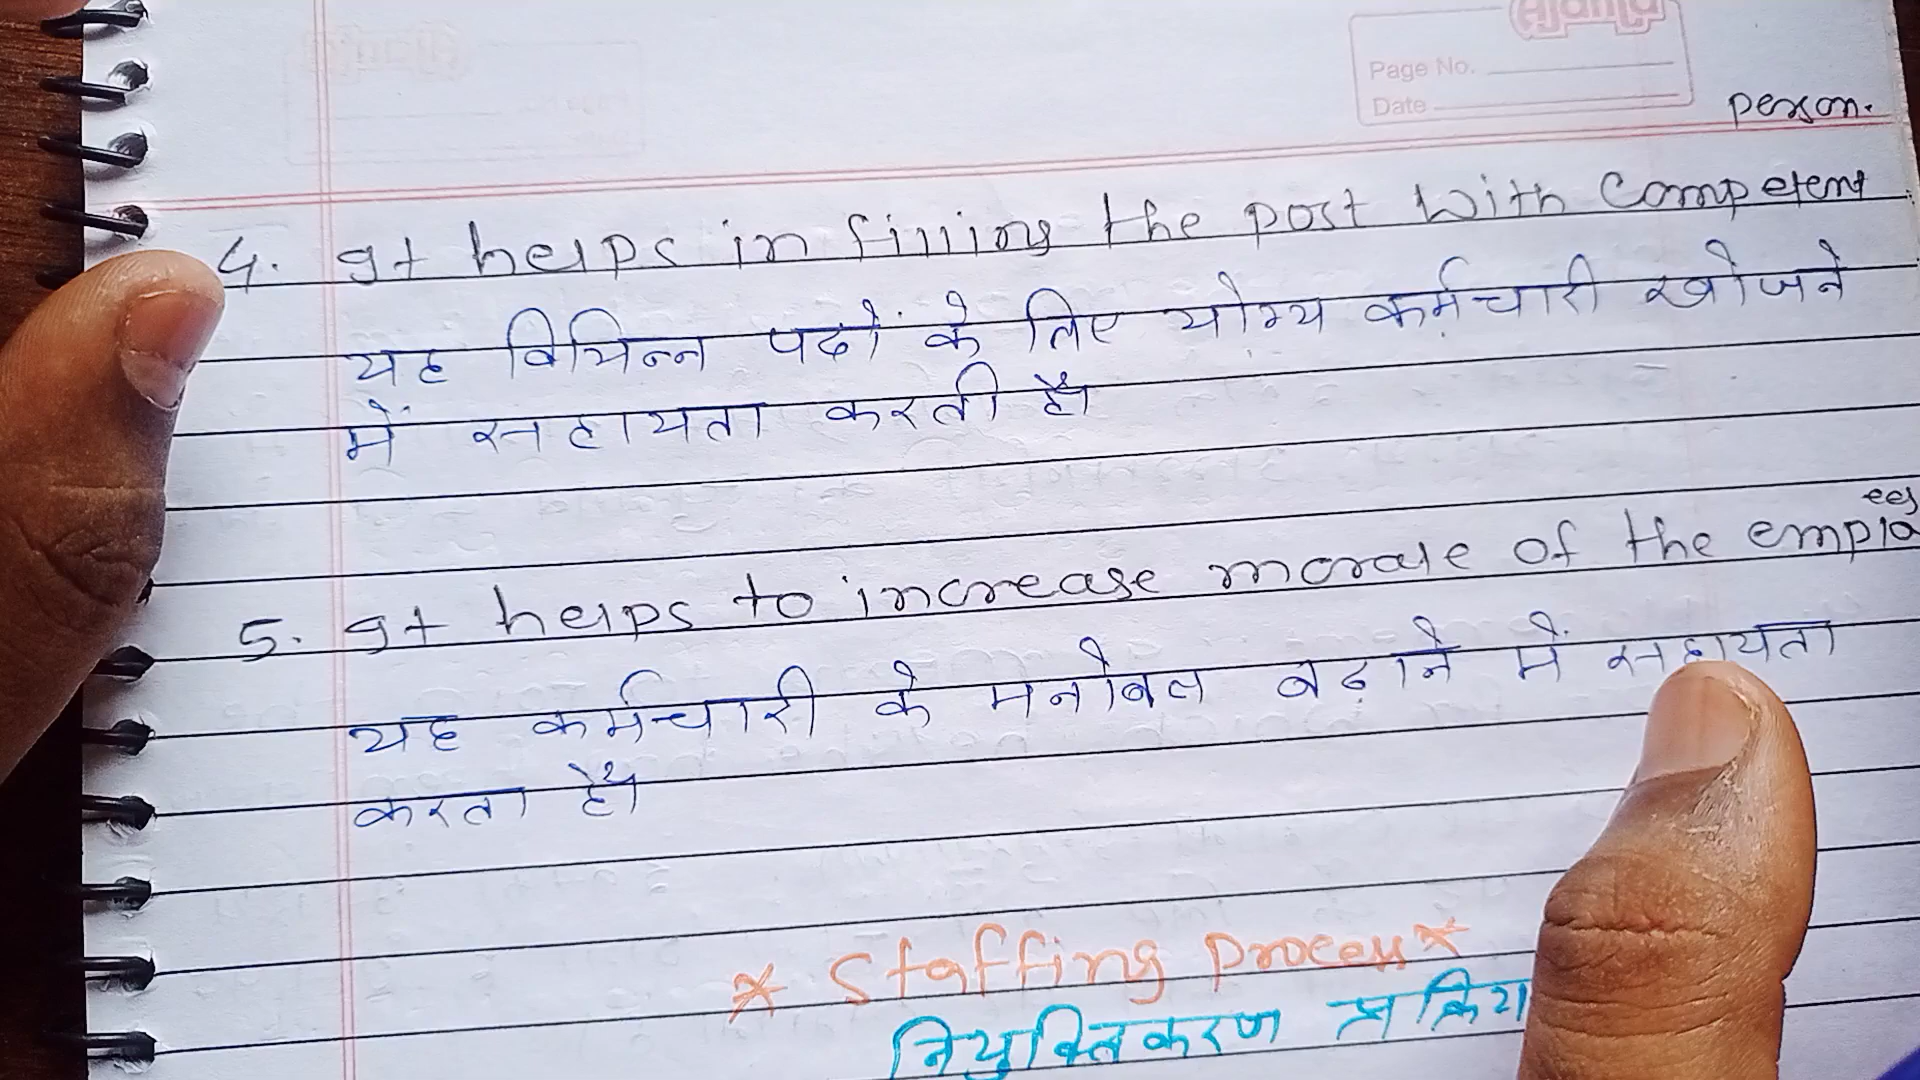 Ajanta
Page No.
Date
person.
4. It helps in filling the post with competent
यह विभिन्न पदों के लिए योग्य कर्मचारी खोजने
में सहायता करती है।
ees
5. It helps to increase morale of the emplo
यह कर्मचारी के मनोबल बढ़ाने में सहायता
करता है।
* Staffing process *
नियुक्तिकरण प्रक्रिया